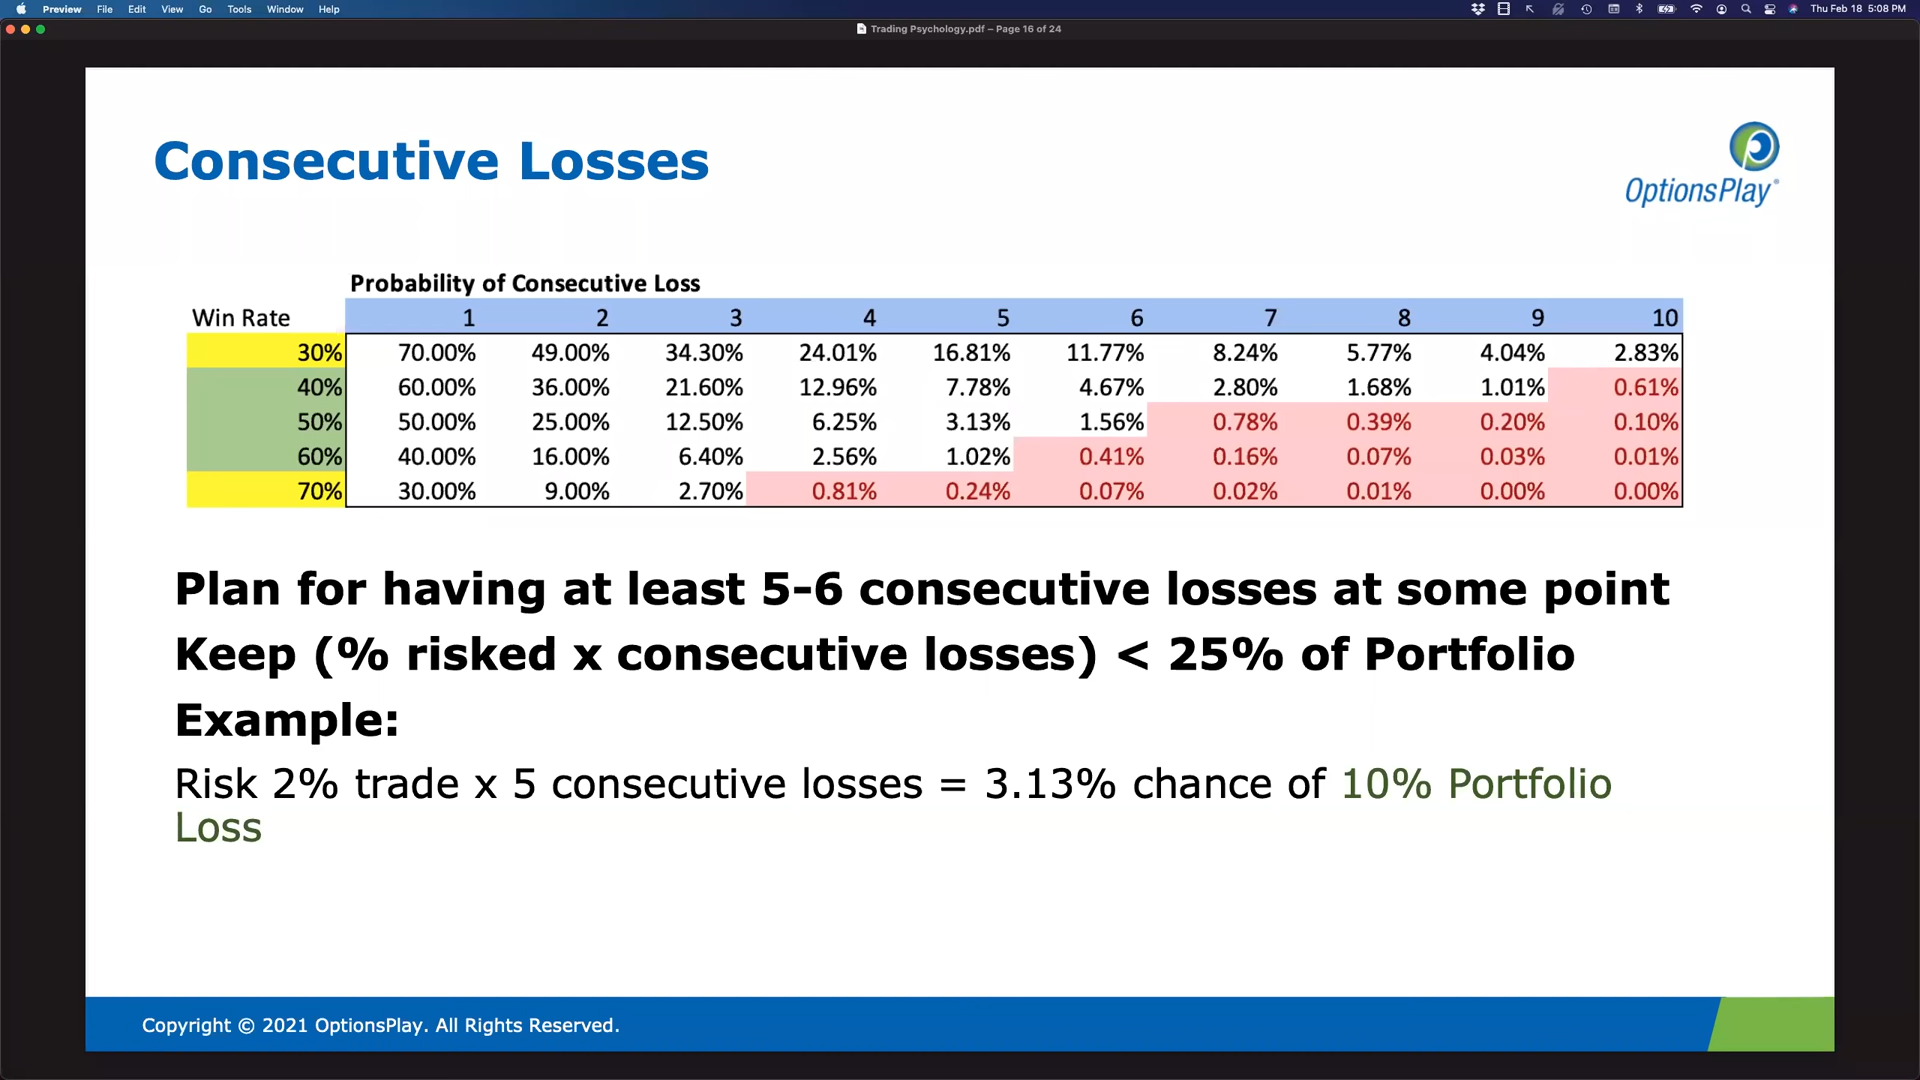 Preview File Edit View Go Tools Window Help Thu Feb 18 5:08 PM
Trading Psychology.pdf – Page 16 of 24
Consecutive Losses
OptionsPlay®
Probability of Consecutive Loss
Win Rate 1 2 3 4 5 6 7 8 9 10
30% 70.00% 49.00% 34.30% 24.01% 16.81% 11.77% 8.24% 5.77% 4.04% 2.83%
40% 60.00% 36.00% 21.60% 12.96% 7.78% 4.67% 2.80% 1.68% 1.01% 0.61%
50% 50.00% 25.00% 12.50% 6.25% 3.13% 1.56% 0.78% 0.39% 0.20% 0.10%
60% 40.00% 16.00% 6.40% 2.56% 1.02% 0.41% 0.16% 0.07% 0.03% 0.01%
70% 30.00% 9.00% 2.70% 0.81% 0.24% 0.07% 0.02% 0.01% 0.00% 0.00%
Plan for having at least 5-6 consecutive losses at some point
Keep (% risked x consecutive losses) < 25% of Portfolio
Example:
Risk 2% trade x 5 consecutive losses = 3.13% chance of 10% Portfolio
Loss
Copyright © 2021 OptionsPlay. All Rights Reserved.